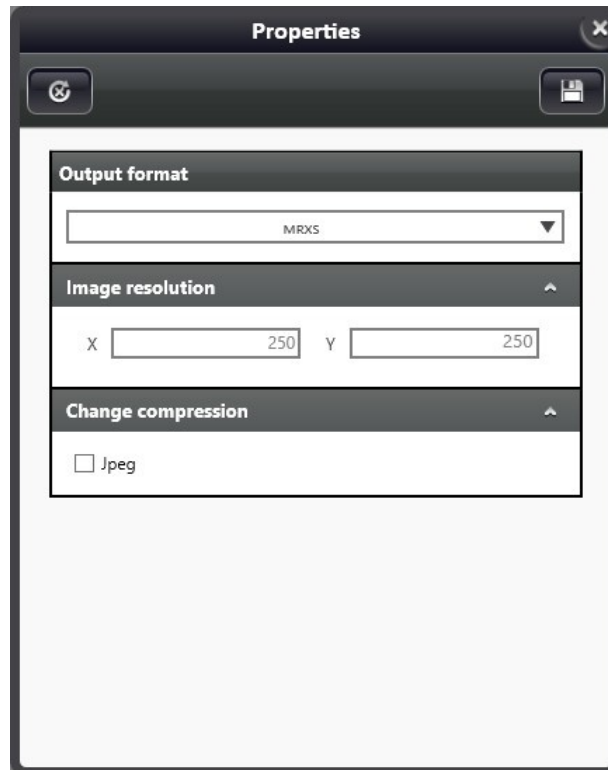 Properties
Output format
MRXS
Image resolution
X 250 Y 250
Change compression
Jpeg